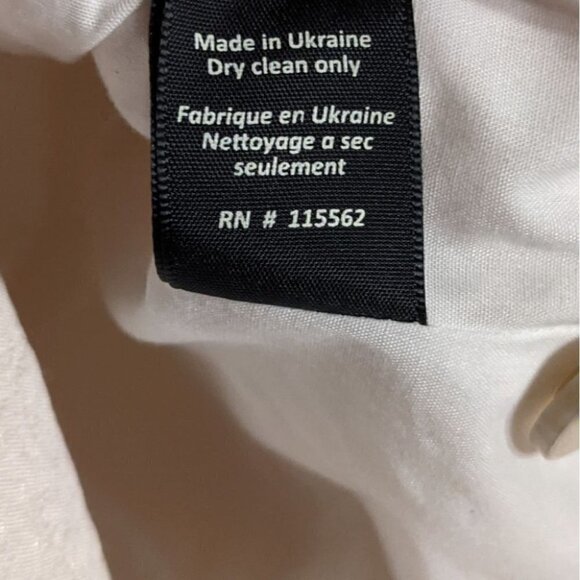 Made in Ukraine
Dry clean only
Fabrique en Ukraine
Nettoyage a sec
seulement
RN # 115562